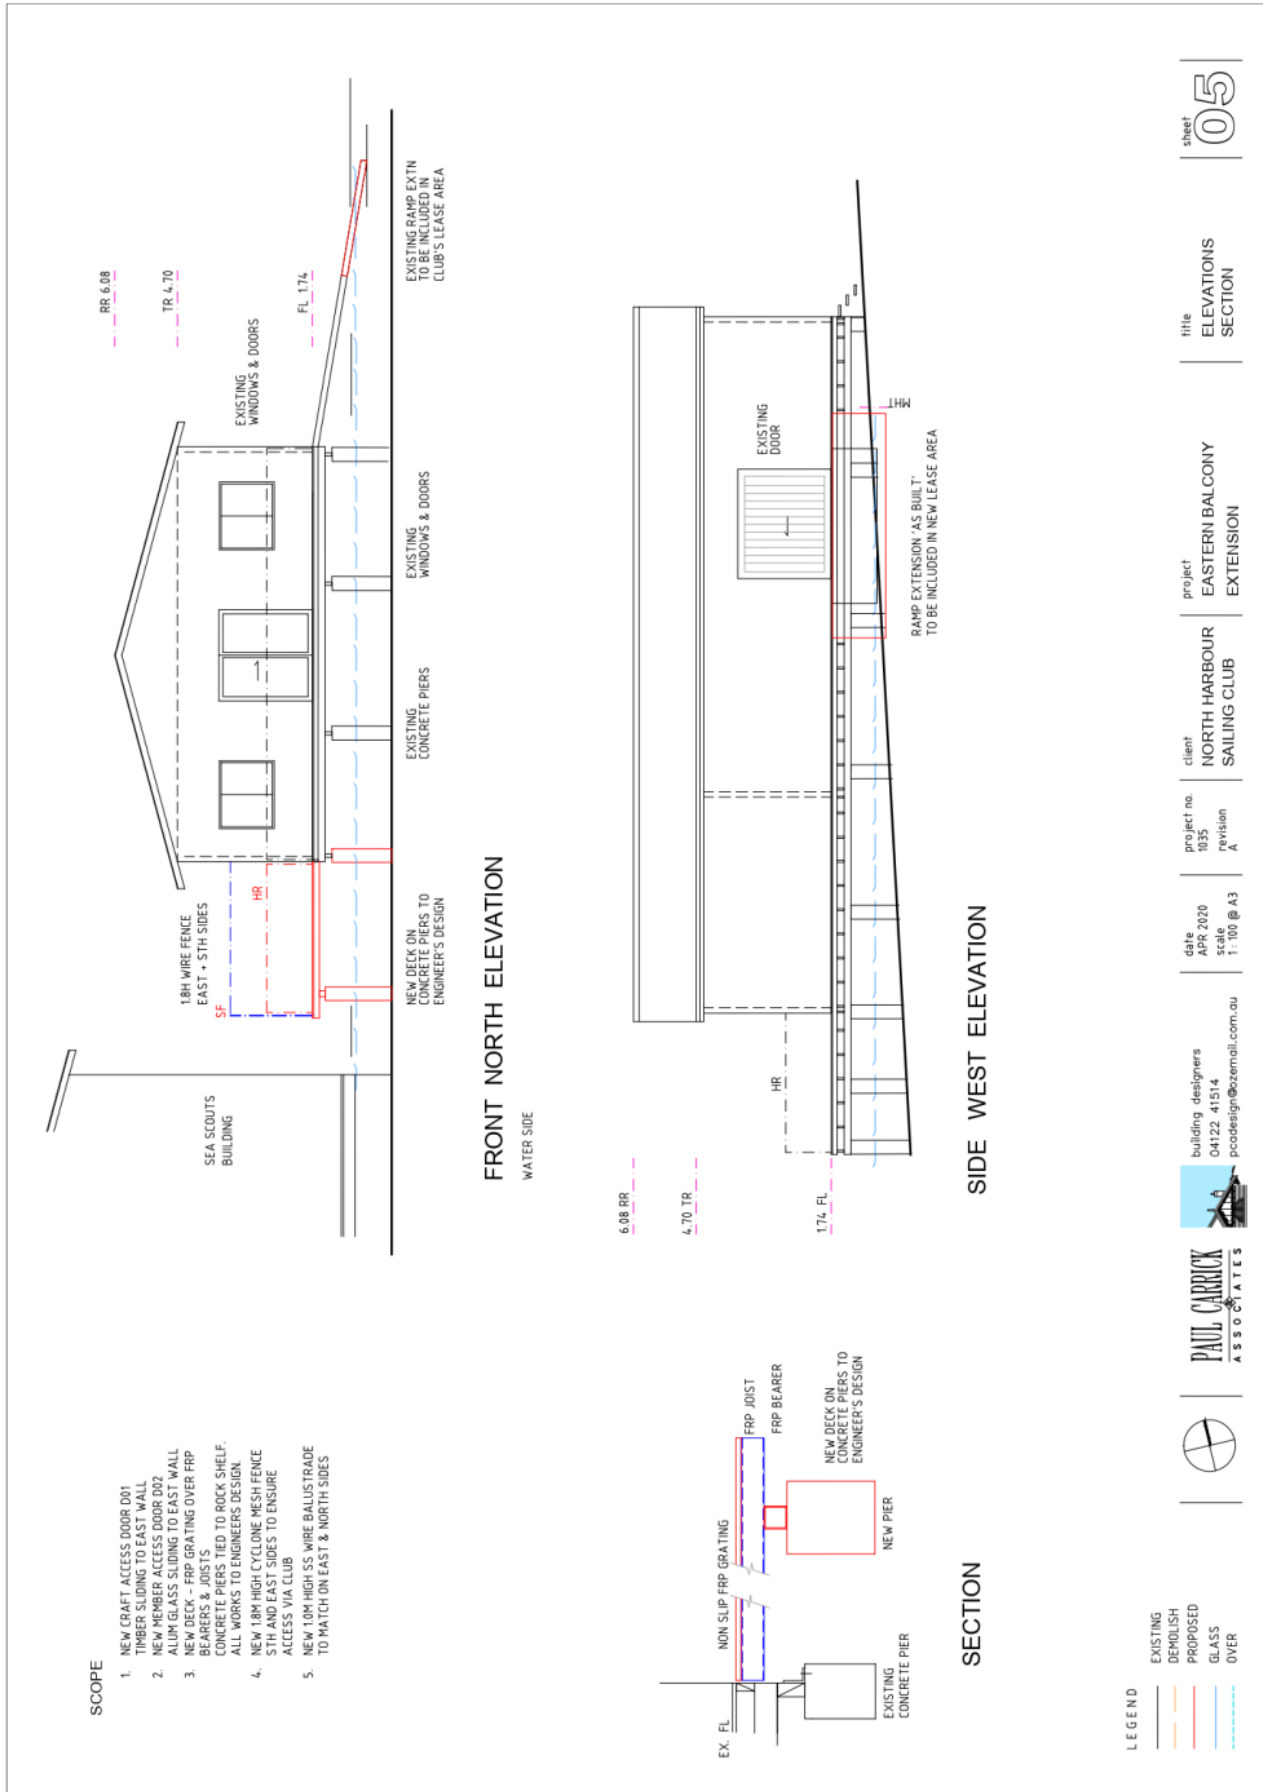 SCOPE
1. NEW CRAFT ACCESS DOOR D01
TIMBER SLIDING TO EAST WALL
2. NEW MEMBER ACCESS DOOR D02
ALUM GLASS SLIDING TO EAST WALL
3. NEW DECK - FRP GRATING OVER FRP
BEARERS & JOISTS
CONCRETE PIERS TIED TO ROCK SHELF.
ALL WORKS TO ENGINEERS DESIGN.
4. NEW 1.8M HIGH CYCLONE MESH FENCE
STH AND EAST SIDES TO ENSURE
ACCESS VIA CLUB
5. NEW 1.0M HIGH SS WIRE BALUSTRADE
TO MATCH ON EAST & NORTH SIDES
SEA SCOUTS
BUILDING
1.8H WIRE FENCE
EAST + STH SIDES
SF
HR
EXISTING
WINDOWS & DOORS
RR 6.08
TR 4.70
FL 1.74
NEW DECK ON
CONCRETE PIERS TO
ENGINEER'S DESIGN
EXISTING
CONCRETE PIERS
EXISTING
WINDOWS & DOORS
EXISTING RAMP EXTN
TO BE INCLUDED IN
CLUB'S LEASE AREA
FRONT NORTH ELEVATION
WATER SIDE
EX. FL
NON SLIP FRP GRATING
FRP JOIST
FRP BEARER
EXISTING
CONCRETE PIER
NEW PIER
NEW DECK ON
CONCRETE PIERS TO
ENGINEER'S DESIGN
SECTION
6.08 RR
4.70 TR
1.74 FL
HR
EXISTING
DOOR
MHT
RAMP EXTENSION 'AS BUILT'
TO BE INCLUDED IN NEW LEASE AREA
SIDE WEST ELEVATION
LEGEND
EXISTING
DEMOLISH
PROPOSED
GLASS
OVER
PAUL CARRICK
ASSOCIATES
building designers
04122 41514
pcadesign@ozemail.com.au
date
APR 2020
scale
1 : 100 @ A3
project no.
1035
revision
A
client
NORTH HARBOUR
SAILING CLUB
project
EASTERN BALCONY
EXTENSION
title
ELEVATIONS
SECTION
sheet
05